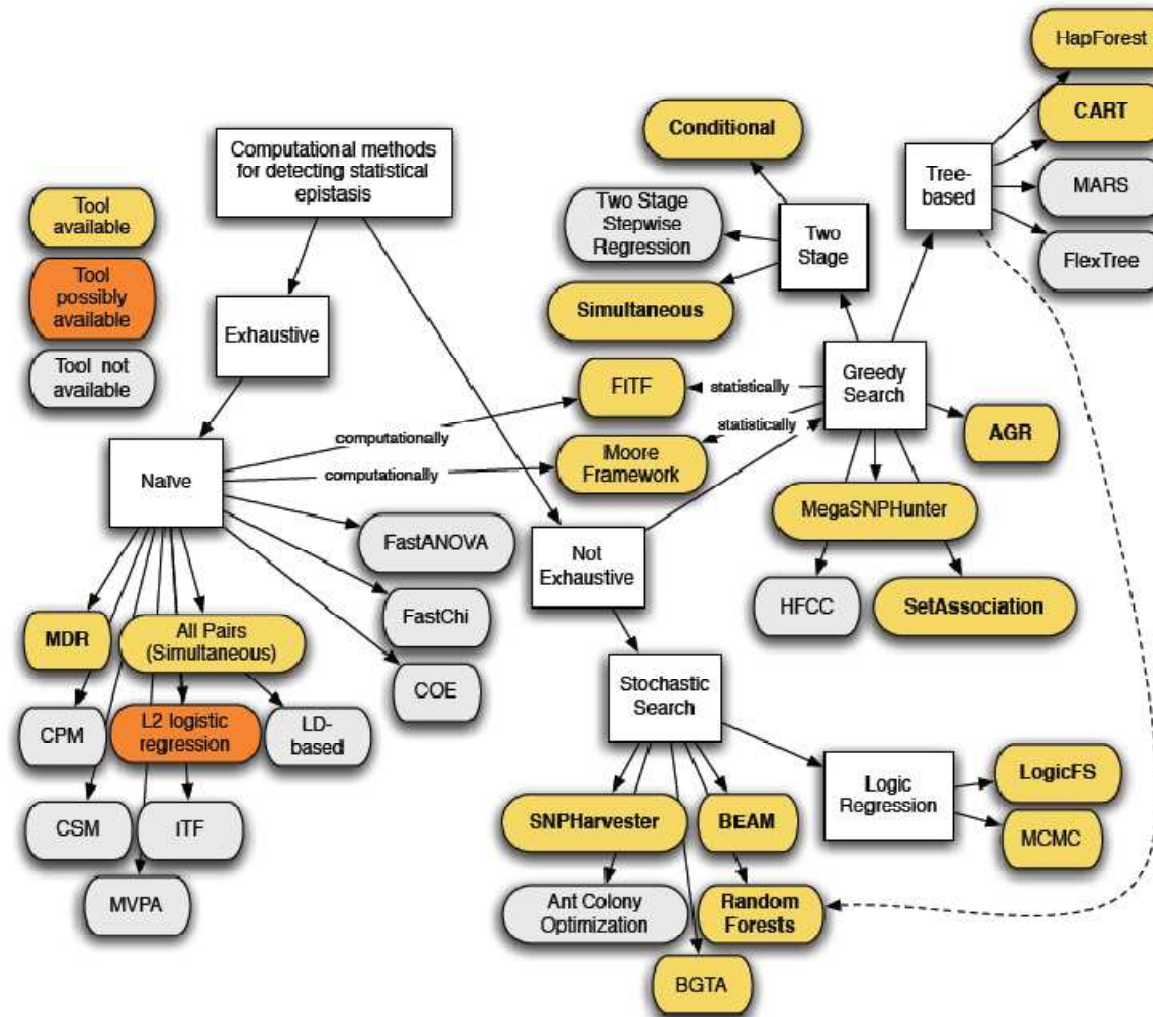 HapForest
CART
MARS
FlexTree
Tree-
based
Conditional
Computational methods
for detecting statistical
epistasis
Tool
available
Tool
possibly
available
Tool not
available
Two Stage
Stepwise
Regression
Two
Stage
Simultaneous
Exhaustive
FITF
statistically
Greedy
Search
statistically
AGR
computationally
Moore
Framework
computationally
Naïve
MegaSNPHunter
FastANOVA
Not
Exhaustive
HFCC
SetAssociation
FastChi
MDR
All Pairs
(Simultaneous)
COE
Stochastic
Search
CPM
L2 logistic
regression
LD-
based
Logic
Regression
LogicFS
MCMC
CSM
ITF
SNPHarvester
BEAM
MVPA
Ant Colony
Optimization
Random
Forests
BGTA